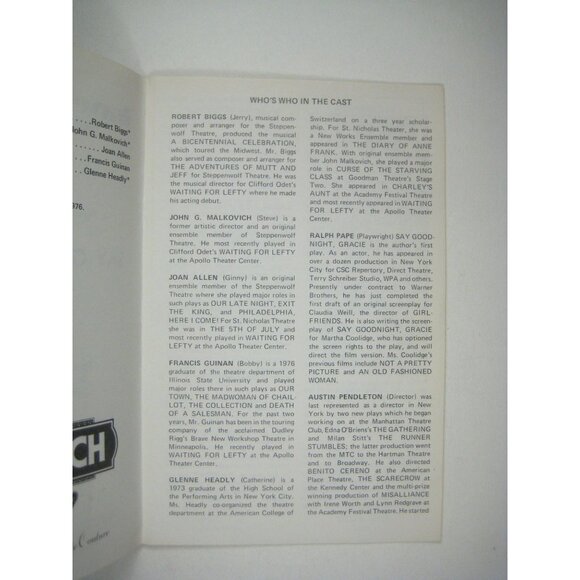 . . . . .Robert Biggs*
John G. Malkovich*
. . . . . . Joan Allen
. . . Francis Guinan
. . Glenne Headly*
976.
CH
Couture
WHO'S WHO IN THE CAST
ROBERT BIGGS (Jerry), musical com-
poser and arranger for the Steppen-
wolf Theatre, produced the musical
A BICENTENNIAL CELEBRATION,
which toured the Midwest. Mr. Biggs
also served as composer and arranger for
THE ADVENTURES OF MUTT AND
JEFF for Steppenwolf Theatre. He was
the musical director for Clifford Odet's
WAITING FOR LEFTY where he made
his acting debut.
JOHN G. MALKOVICH (Steve) is a
former artistic director and an original
ensemble member of Steppenwolf
Theatre. He most recently played in
Clifford Odet's WAITING FOR LEFTY
at the Apollo Theater Center.
JOAN ALLEN (Ginny) is an original
ensemble member of the Steppenwolf
Theatre where she played major roles in
such plays as OUR LATE NIGHT, EXIT
THE KING, and PHILADELPHIA,
HERE I COME! For St. Nicholas Theatre
she was in THE 5TH OF JULY and
most recently played in WAITING
FOR LEFTY at the Apollo Theater
Center.
FRANCIS GUINAN (Bobby) is a 1976
graduate of the theatre department of
Illinois State University and played
major roles there in such plays as OUR
TOWN, THE MADWOMAN OF CHAIL-
LOT, THE COLLECTION and DEATH
OF A SALESMAN. For the past two
years, Mr. Guinan has been in the touring
company of the acclaimed Dudley
Rigg's Brave New Workshop Theatre in
Minneapolis. He recently played in
WAITING FOR LEFTY at the Apollo
Theater Center.
GLENNE HEADLY (Catherine) is a
1973 graduate of the High School of
the Performing Arts in New York City.
Ms. Headly co-organized the theatre
department at the American College of
Switzerland on a three year scholar-
ship. For St. Nicholas Theater, she was
a New Works Ensemble member and
appeared in THE DIARY OF ANNE
FRANK. With original ensemble mem-
ber John Malkovich, she played a major
role in CURSE OF THE STARVING
CLASS at Goodman Theatre's Stage
Two. She appeared in CHARLEY'S
AUNT at the Academy Festival Theatre
and most recently appeared in WAITING
FOR LEFTY at the Apollo Theater
Center.
RALPH PAPE (Playwright) SAY GOOD-
NIGHT, GRACIE is the author's first
play. As an actor, he has appeared in
over a dozen production in New York
City for CSC Repertory, Direct Theatre,
Terry Schreiber Studio, WPA and others.
Presently under contract to Warner
Brothers, he has just completed the
first draft of an original screenplay for
Claudia Weill, the director of GIRL-
FRIENDS. He is also writing the screen-
play of SAY GOODNIGHT, GRACIE
for Martha Coolidge, who has optioned
the screen rights to the play, and will
direct the film version. Ms. Coolidge's
previous films include NOT A PRETTY
PICTURE and AN OLD FASHIONED
WOMAN.
AUSTIN PENDLETON (Director) was
last represented as a director in New
York by two new plays which he began
working on at the Manhattan Theatre
Club, Edna O'Briens's THE GATHERING
and Milan Stitt's THE RUNNER
STUMBLES; the latter production went
from the MTC to the Hartman Theatre
and to Broadway. He also directed
BENITO CERENO at the American
Place Theatre, THE SCARECROW at
the Kennedy Center and the multi-prize
winning production of MISALLIANCE
with Irene Worth and Lynn Redgrave at
the Academy Festival Theatre. He started